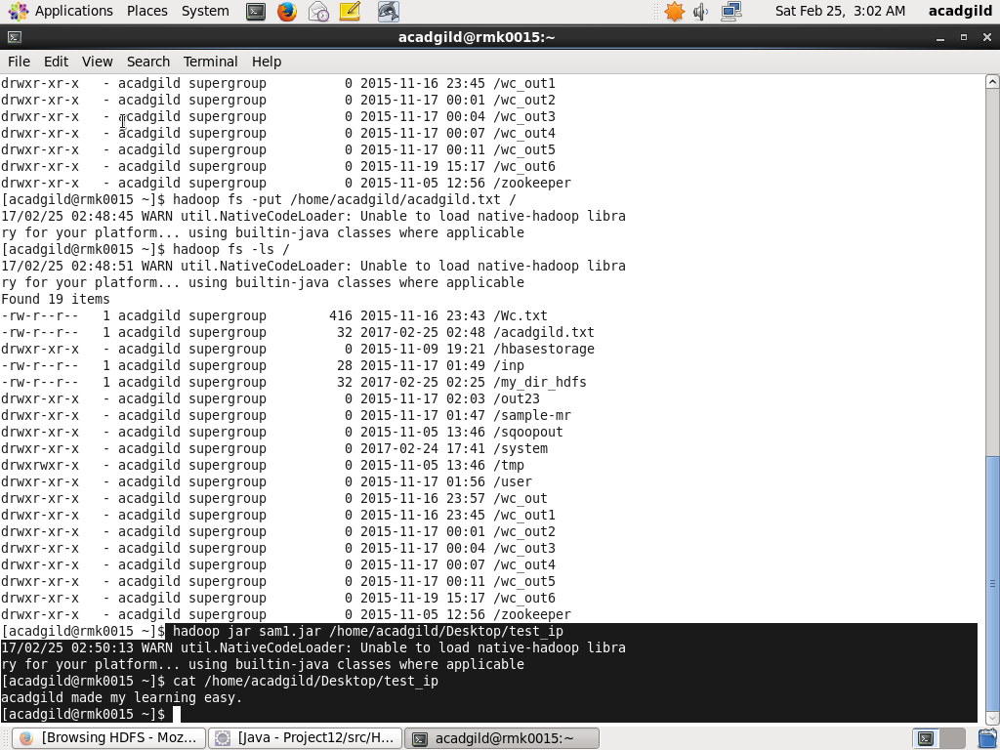 Applications Places System Sat Feb 25, 3:02 AM acadgild
acadgild@rmk0015:~
File Edit View Search Terminal Help
drwxr-xr-x   - acadgild supergroup          0 2015-11-16 23:45 /wc_out1
drwxr-xr-x   - acadgild supergroup          0 2015-11-17 00:01 /wc_out2
drwxr-xr-x   - acadgild supergroup          0 2015-11-17 00:04 /wc_out3
drwxr-xr-x   - acadgild supergroup          0 2015-11-17 00:07 /wc_out4
drwxr-xr-x   - acadgild supergroup          0 2015-11-17 00:11 /wc_out5
drwxr-xr-x   - acadgild supergroup          0 2015-11-19 15:17 /wc_out6
drwxr-xr-x   - acadgild supergroup          0 2015-11-05 12:56 /zookeeper
[acadgild@rmk0015 ~]$ hadoop fs -put /home/acadgild/acadgild.txt /
17/02/25 02:48:45 WARN util.NativeCodeLoader: Unable to load native-hadoop libra
ry for your platform... using builtin-java classes where applicable
[acadgild@rmk0015 ~]$ hadoop fs -ls /
17/02/25 02:48:51 WARN util.NativeCodeLoader: Unable to load native-hadoop libra
ry for your platform... using builtin-java classes where applicable
Found 19 items
-rw-r--r--   1 acadgild supergroup        416 2015-11-16 23:43 /Wc.txt
-rw-r--r--   1 acadgild supergroup         32 2017-02-25 02:48 /acadgild.txt
drwxr-xr-x   - acadgild supergroup          0 2015-11-09 19:21 /hbasestorage
-rw-r--r--   1 acadgild supergroup         28 2015-11-17 01:49 /inp
-rw-r--r--   1 acadgild supergroup         32 2017-02-25 02:25 /my_dir_hdfs
drwxr-xr-x   - acadgild supergroup          0 2015-11-17 02:03 /out23
drwxr-xr-x   - acadgild supergroup          0 2015-11-17 01:47 /sample-mr
drwxr-xr-x   - acadgild supergroup          0 2015-11-05 13:46 /sqoopout
drwxr-xr-x   - acadgild supergroup          0 2017-02-24 17:41 /system
drwxrwxr-x   - acadgild supergroup          0 2015-11-05 13:46 /tmp
drwxr-xr-x   - acadgild supergroup          0 2015-11-17 01:56 /user
drwxr-xr-x   - acadgild supergroup          0 2015-11-16 23:57 /wc_out
drwxr-xr-x   - acadgild supergroup          0 2015-11-16 23:45 /wc_out1
drwxr-xr-x   - acadgild supergroup          0 2015-11-17 00:01 /wc_out2
drwxr-xr-x   - acadgild supergroup          0 2015-11-17 00:04 /wc_out3
drwxr-xr-x   - acadgild supergroup          0 2015-11-17 00:07 /wc_out4
drwxr-xr-x   - acadgild supergroup          0 2015-11-17 00:11 /wc_out5
drwxr-xr-x   - acadgild supergroup          0 2015-11-19 15:17 /wc_out6
drwxr-xr-x   - acadgild supergroup          0 2015-11-05 12:56 /zookeeper
[acadgild@rmk0015 ~]$ hadoop jar sam1.jar /home/acadgild/Desktop/test_ip
17/02/25 02:50:13 WARN util.NativeCodeLoader: Unable to load native-hadoop libra
ry for your platform... using builtin-java classes where applicable
[acadgild@rmk0015 ~]$ cat /home/acadgild/Desktop/test_ip
acadgild made my learning easy.
[acadgild@rmk0015 ~]$
[Browsing HDFS - Moz... [Java - Project12/src/H... acadgild@rmk0015:~